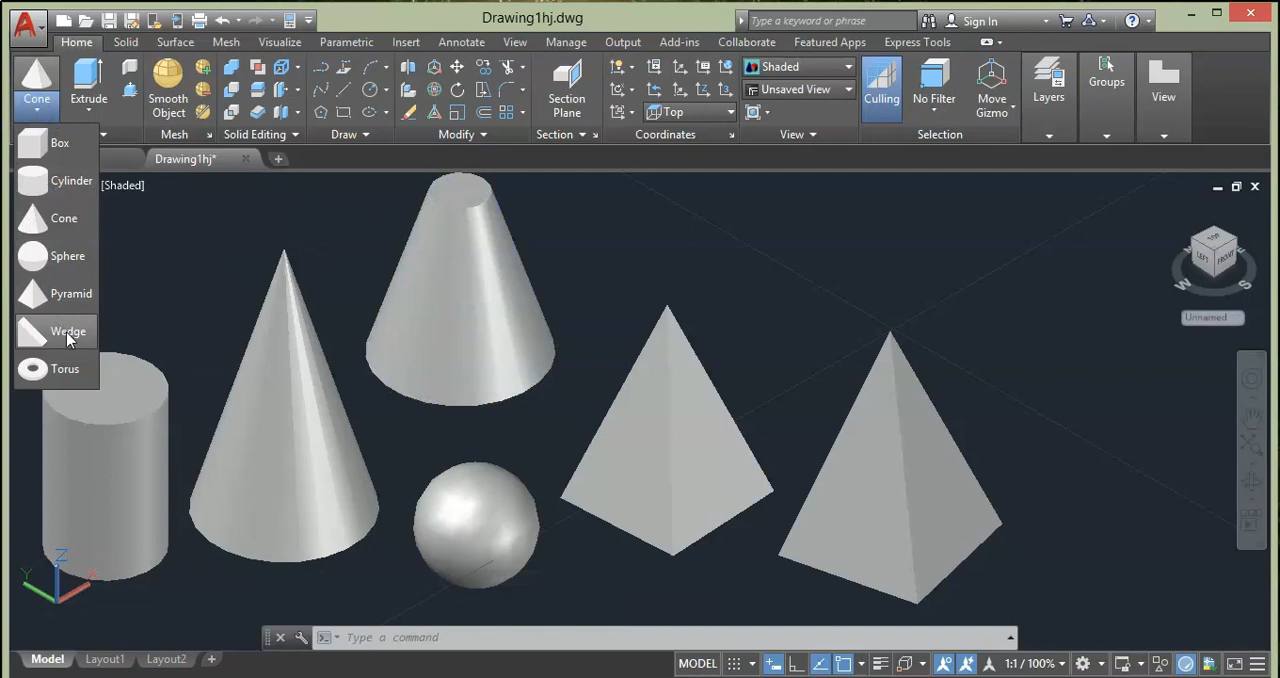 Drawing1hj.dwg
Type a keyword or phrase
Sign In
Home Solid Surface Mesh Visualize Parametric Insert Annotate View Manage Output Add-ins Collaborate Featured Apps Express Tools
Cone
Extrude
Smooth Object
Section Plane
Top
Shaded
Unsaved View
Culling
No Filter
Move Gizmo
Layers
Groups
View
Mesh
Solid Editing
Draw
Modify
Section
Coordinates
View
Selection
Drawing1hj*
[Shaded]
Box
Cylinder
Cone
Sphere
Pyramid
Wedge
Torus
TOP
LEFT
FRONT
W
S
E
Unnamed
Z
Y
X
Type a command
Model Layout1 Layout2
MODEL
1:1 / 100%